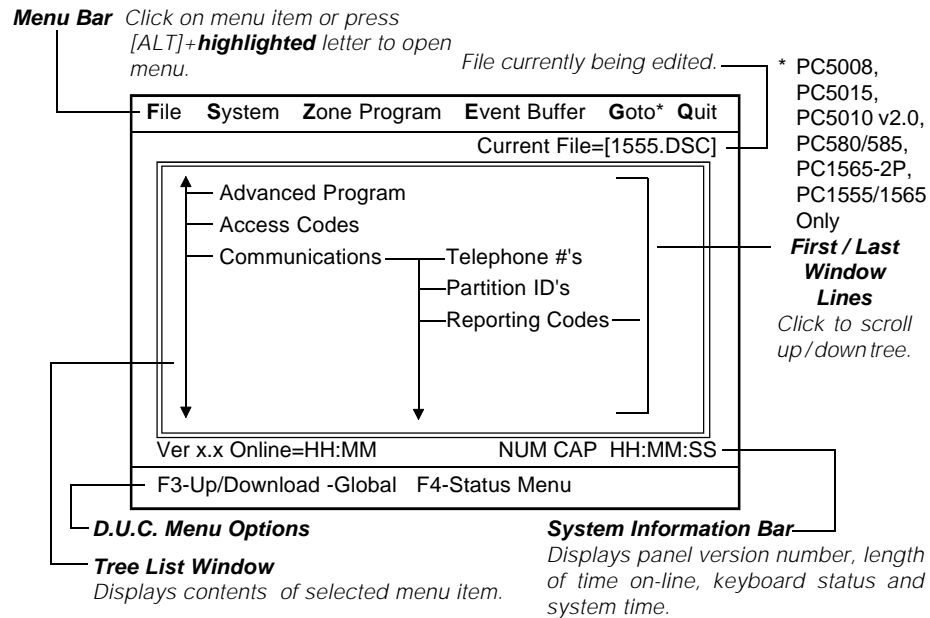 Menu Bar Click on menu item or press
[ALT]+highlighted letter to open
menu.
File currently being edited.
* PC5008,
PC5015,
PC5010 v2.0,
PC580/585,
PC1565-2P,
PC1555/1565
Only
File System Zone Program Event Buffer Goto* Quit
Current File=[1555.DSC]
Advanced Program
Access Codes
Communications
Telephone #'s
Partition ID's
Reporting Codes
First / Last
Window
Lines
Click to scroll
up/down tree.
Ver x.x Online=HH:MM NUM CAP HH:MM:SS
F3-Up/Download -Global F4-Status Menu
D.U.C. Menu Options
Tree List Window
Displays contents of selected menu item.
System Information Bar
Displays panel version number, length
of time on-line, keyboard status and
system time.